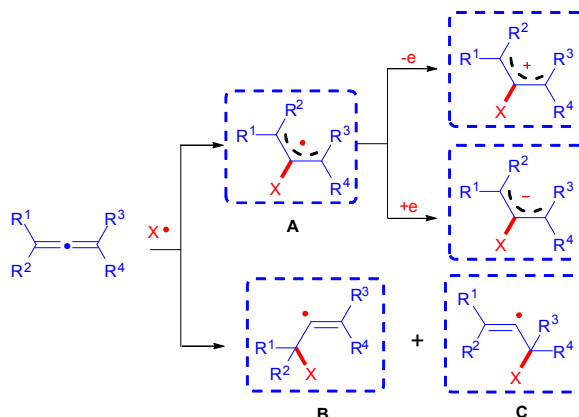 R² R³
R¹ + R⁴
X
-e
R² R³
R¹ • R⁴
X
A
+e
R² R³
R¹ − R⁴
X
R¹ R³
R² • R⁴
X •
R³
• R⁴
R¹ R²
X
B
+
R¹
• R³
R² R⁴
X
C